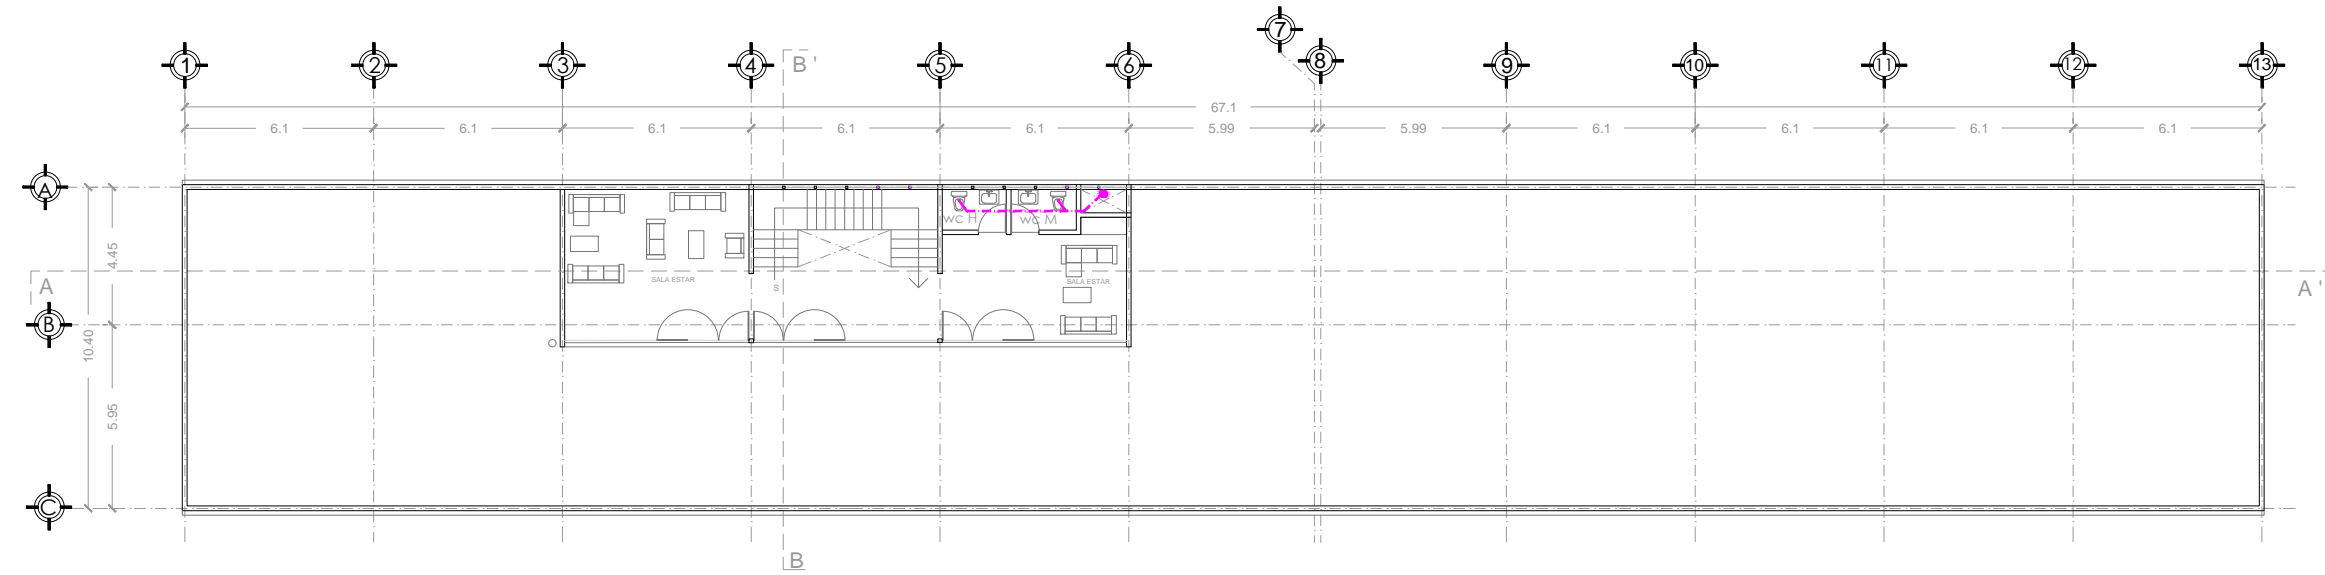 7
1 2 3 4 5 6 8 9 10 11 12 13
B '
67.1
6.1 6.1 6.1 6.1 6.1 5.99 5.99 6.1 6.1 6.1 6.1
A
WC H WC M
4.45
SALA ESTAR SALA ESTAR
A A '
S
B
10.40
5.95
C
B